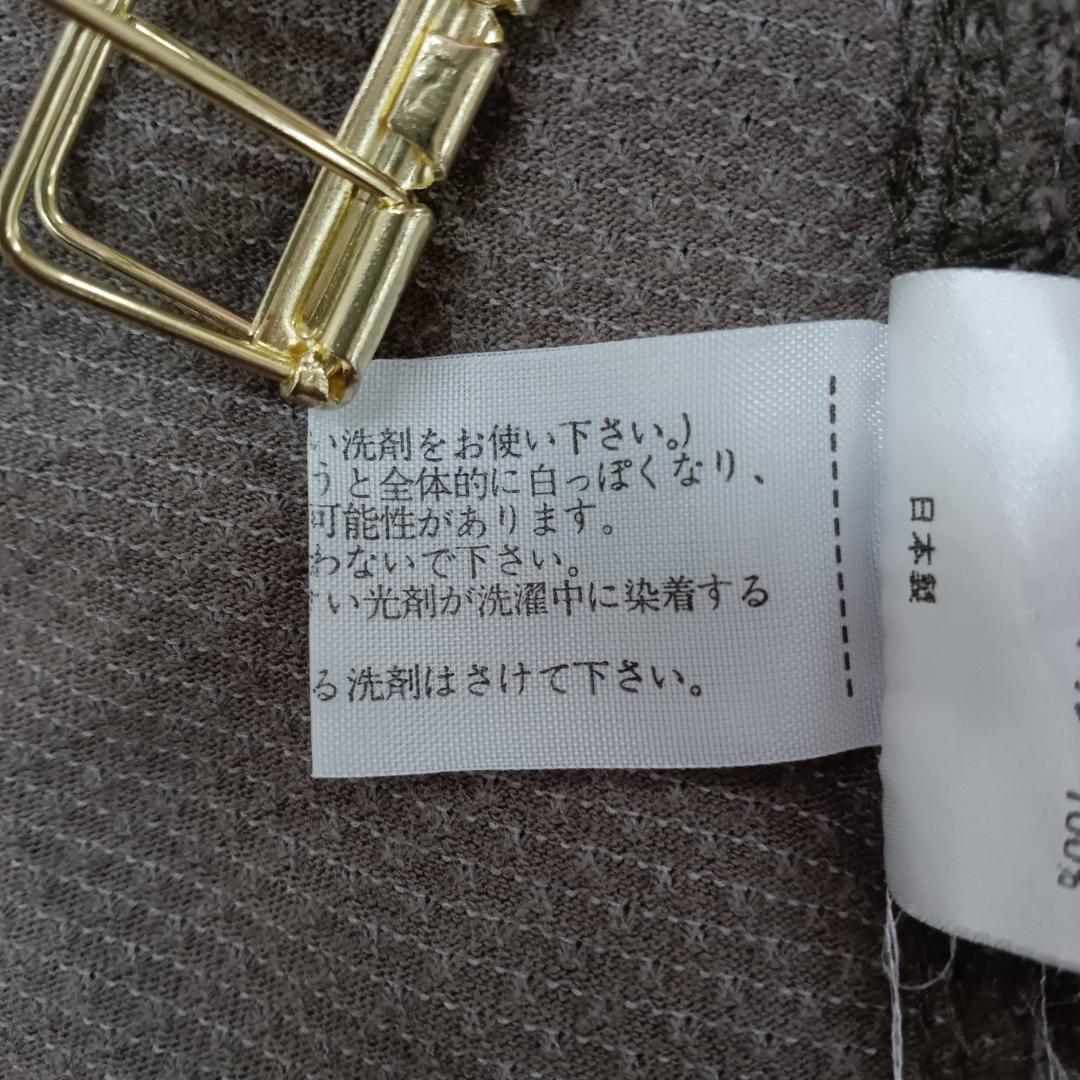 い洗剤をお使い下さい。)
うと全体的に白っぽくなり、
可能性があります。
わないで下さい。
い光剤が洗濯中に染着する
る洗剤はさけて下さい。
日本製
100%